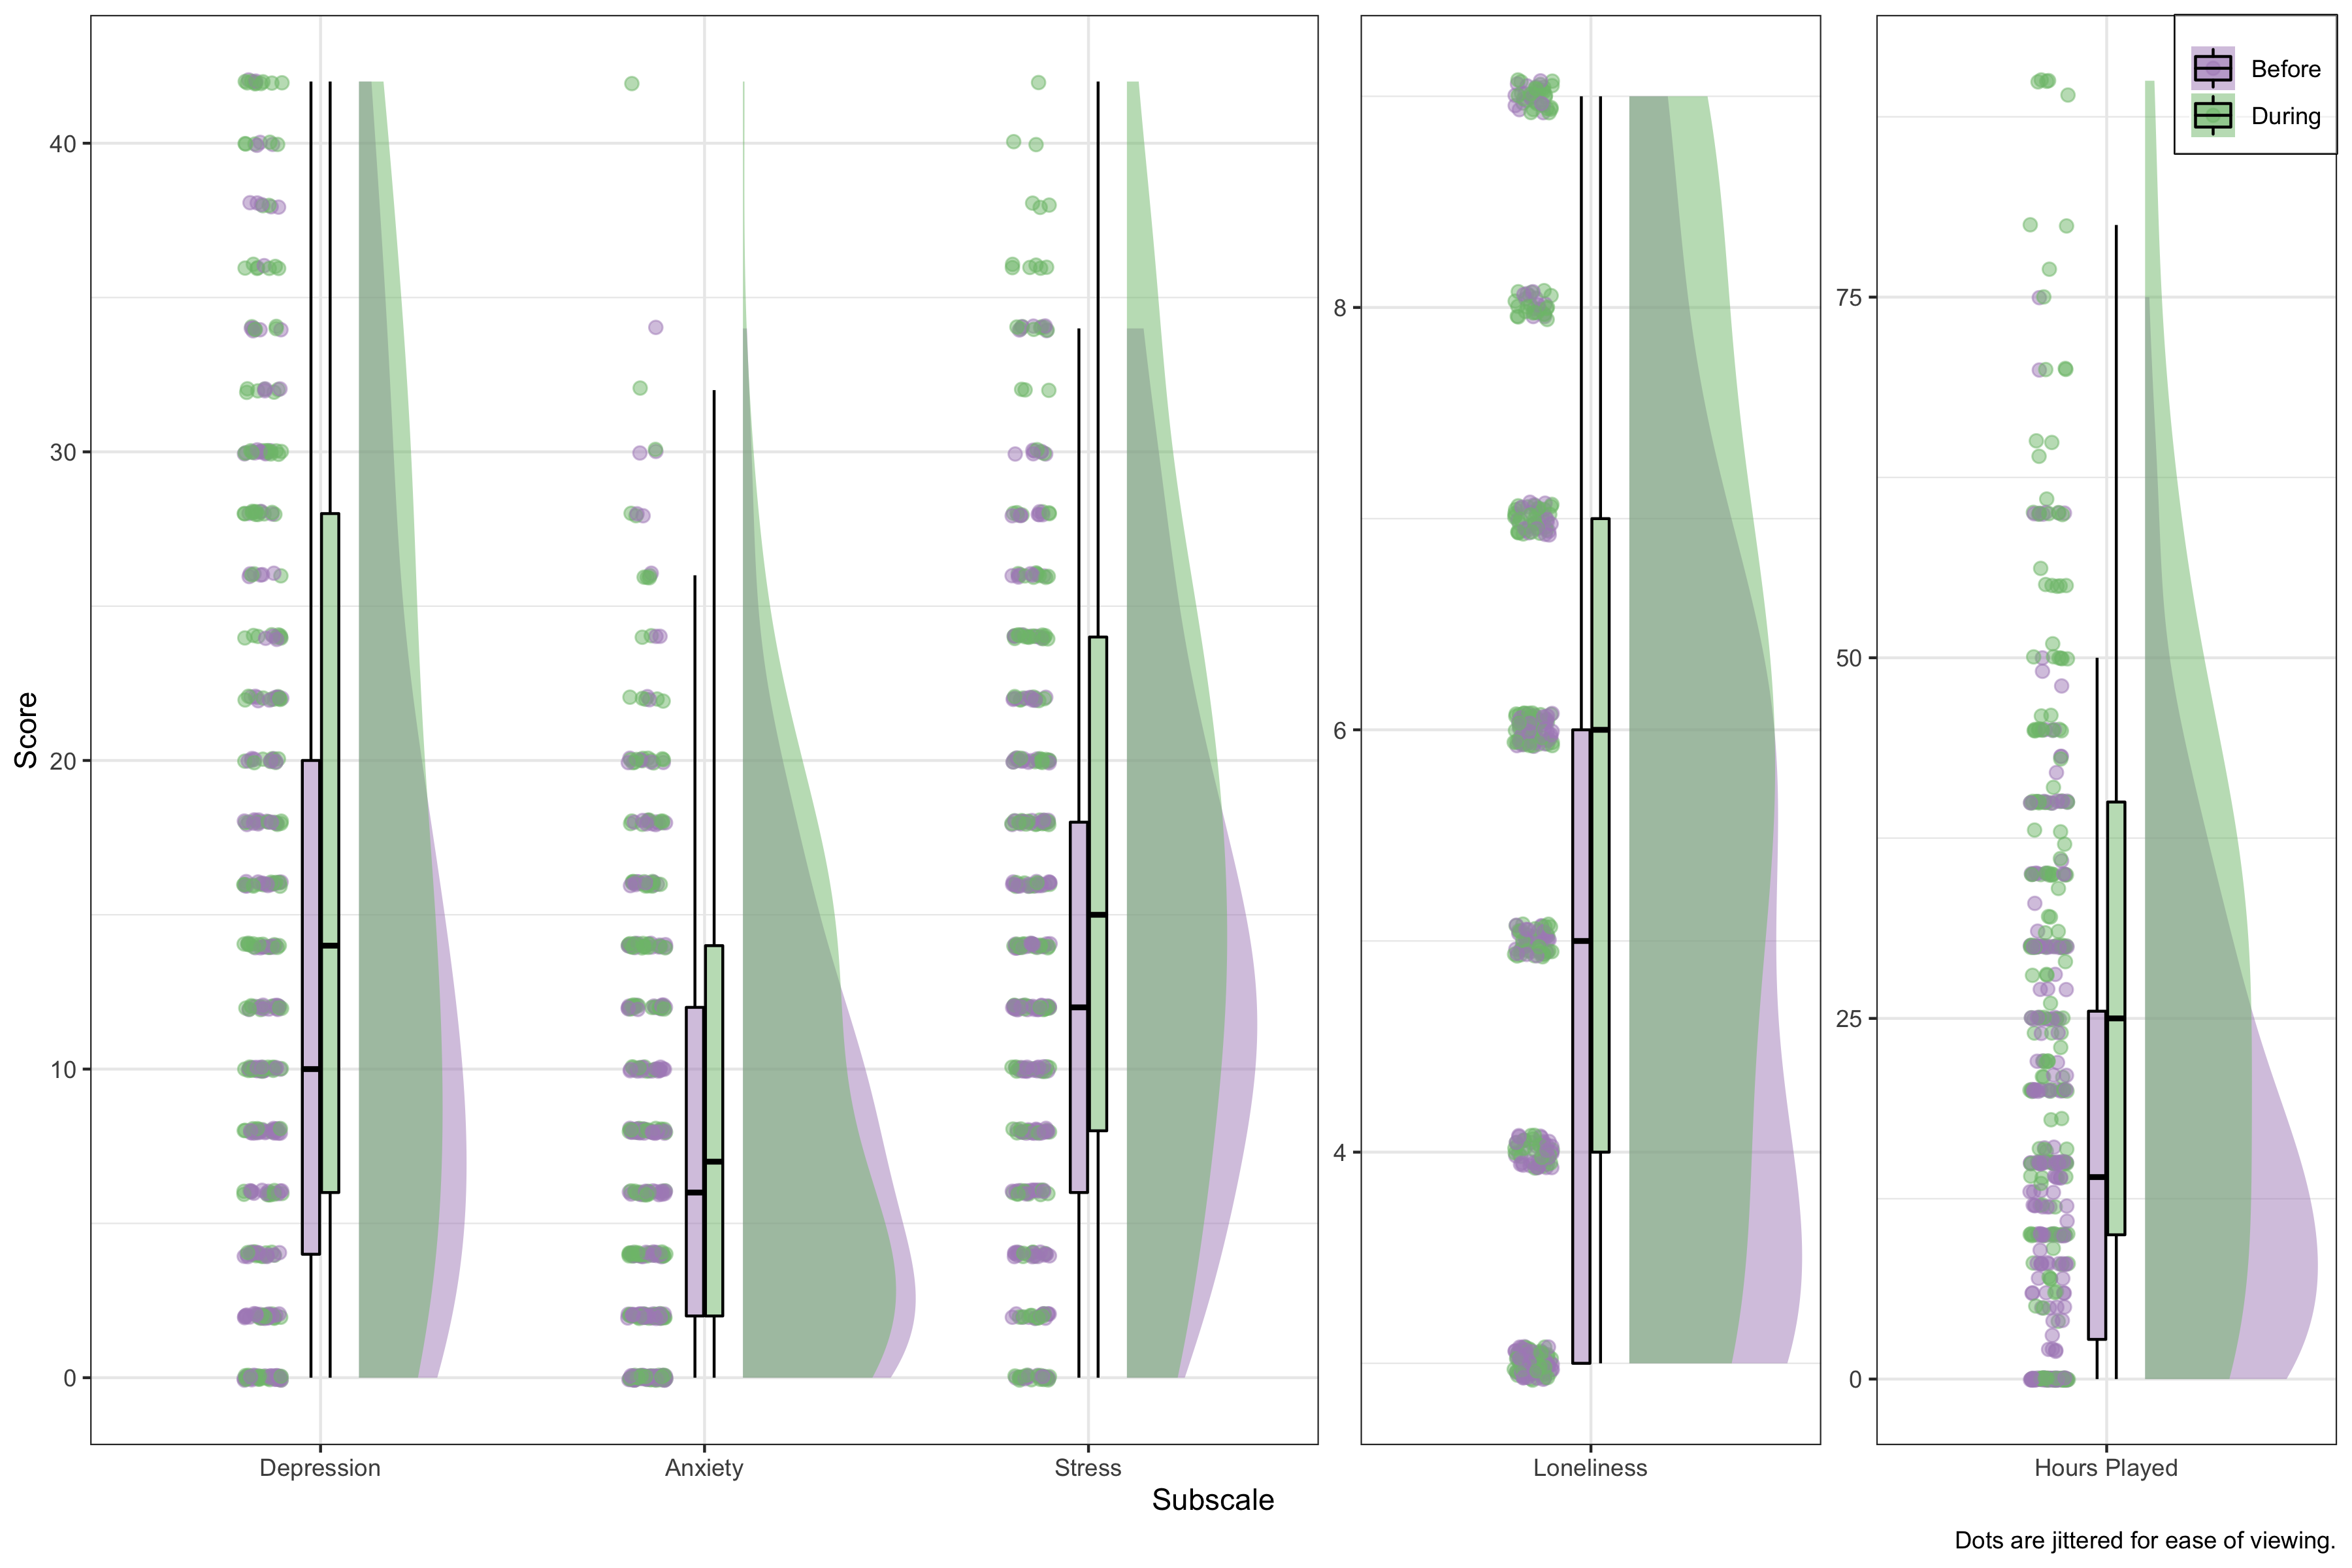 Before
During
40
30
20
10
0
8
6
4
75
50
25
0
Score
Depression
Anxiety
Stress
Loneliness
Hours Played
Subscale
Dots are jittered for ease of viewing.